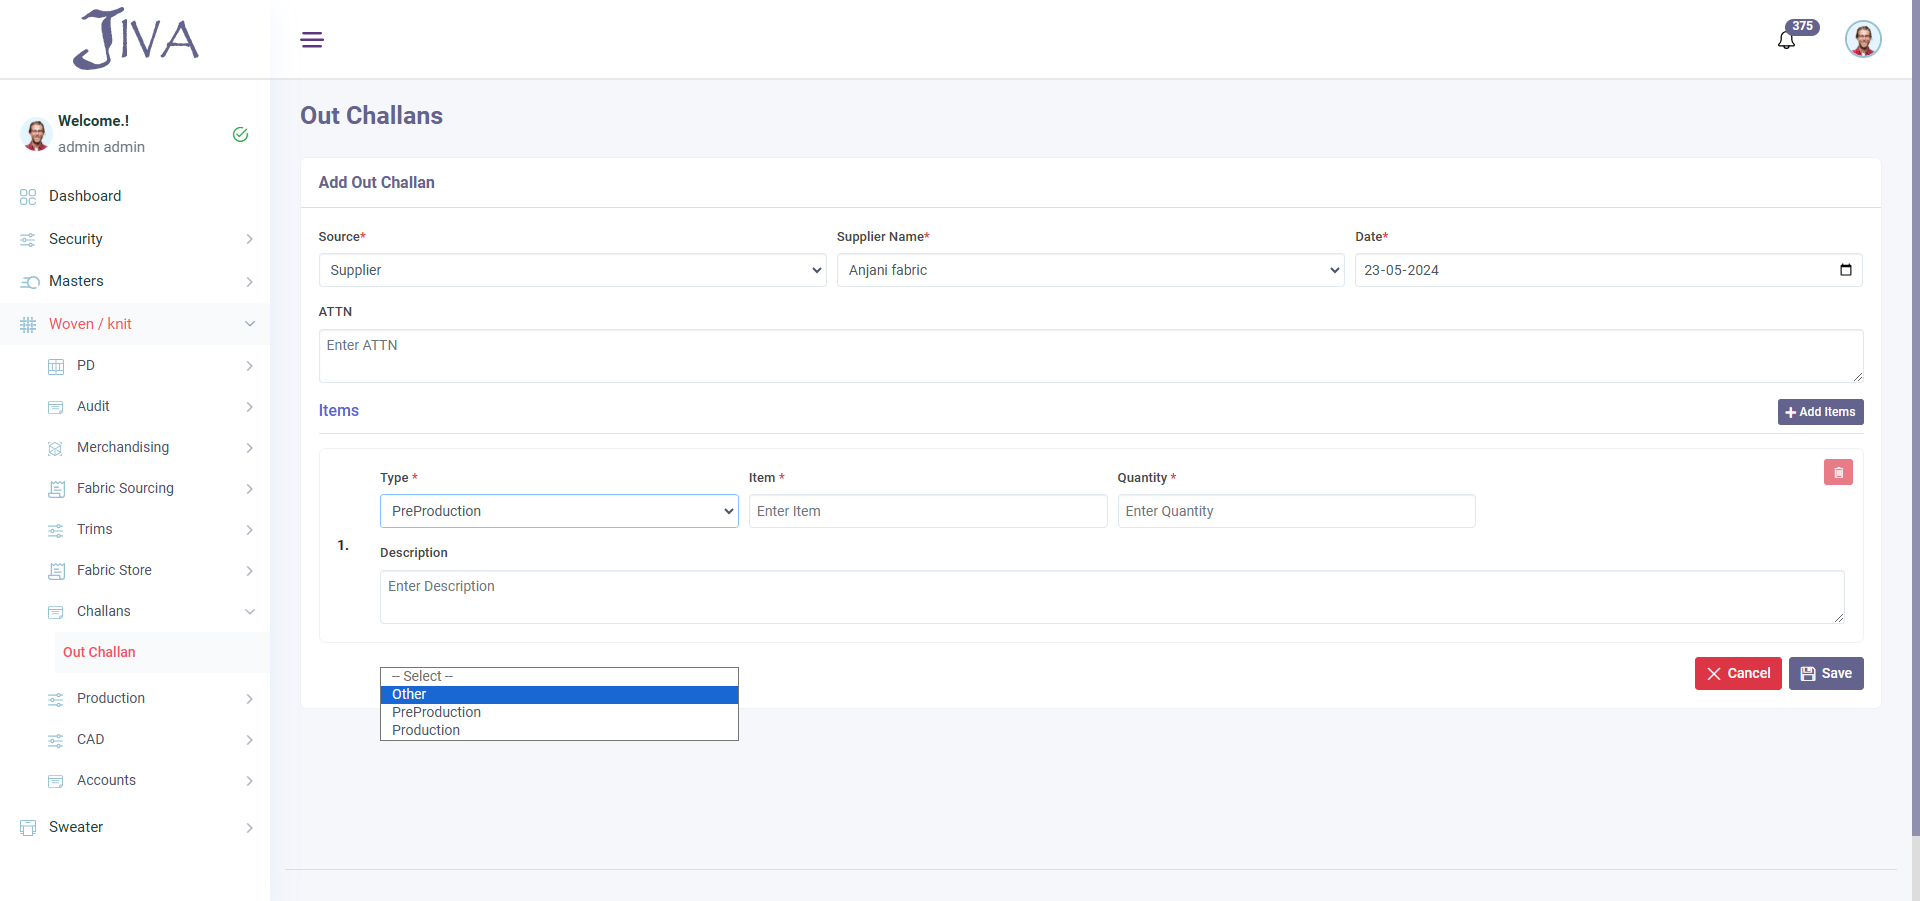 JIVA
375
Welcome.!
admin admin
Dashboard
Security
Masters
Woven / knit
PD
Audit
Merchandising
Fabric Sourcing
Trims
Fabric Store
Challans
Out Challan
Production
CAD
Accounts
Sweater
Out Challans
Add Out Challan
Source* Supplier Name* Date*
Supplier Anjani fabric 23-05-2024
ATTN
Enter ATTN
Items
Add Items
Type * Item * Quantity *
PreProduction Enter Item Enter Quantity
1.
Description
Enter Description
-- Select --
Other
PreProduction
Production
Cancel Save